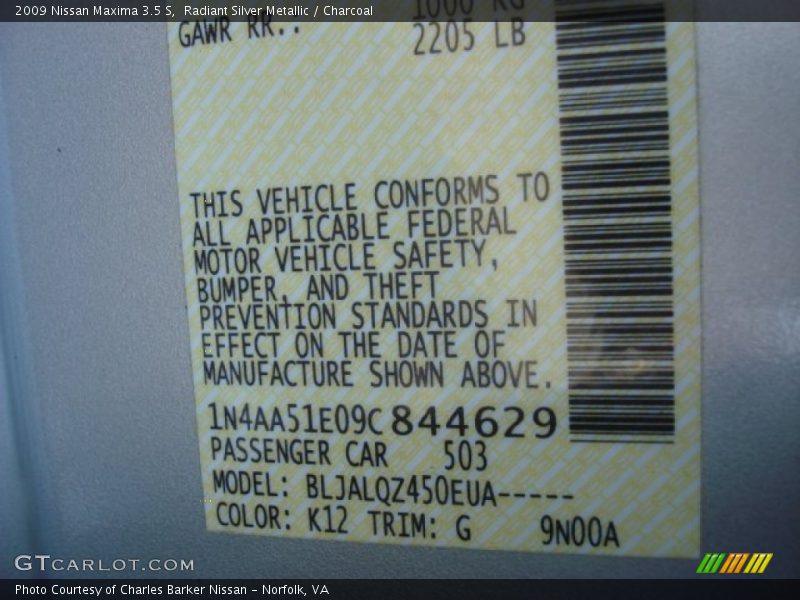 2009 Nissan Maxima 3.5 S,  Radiant Silver Metallic / Charcoal
1000 KG
GAWR RR.: 2205 LB
THIS VEHICLE CONFORMS TO
ALL APPLICABLE FEDERAL
MOTOR VEHICLE SAFETY,
BUMPER, AND THEFT
PREVENTION STANDARDS IN
EFFECT ON THE DATE OF
MANUFACTURE SHOWN ABOVE.
1N4AA51E09C844629
PASSENGER CAR 503
MODEL: BLJALQZ450EUA-----
COLOR: K12 TRIM: G 9N00A
GTCARLOT.COM
Photo Courtesy of Charles Barker Nissan – Norfolk, VA